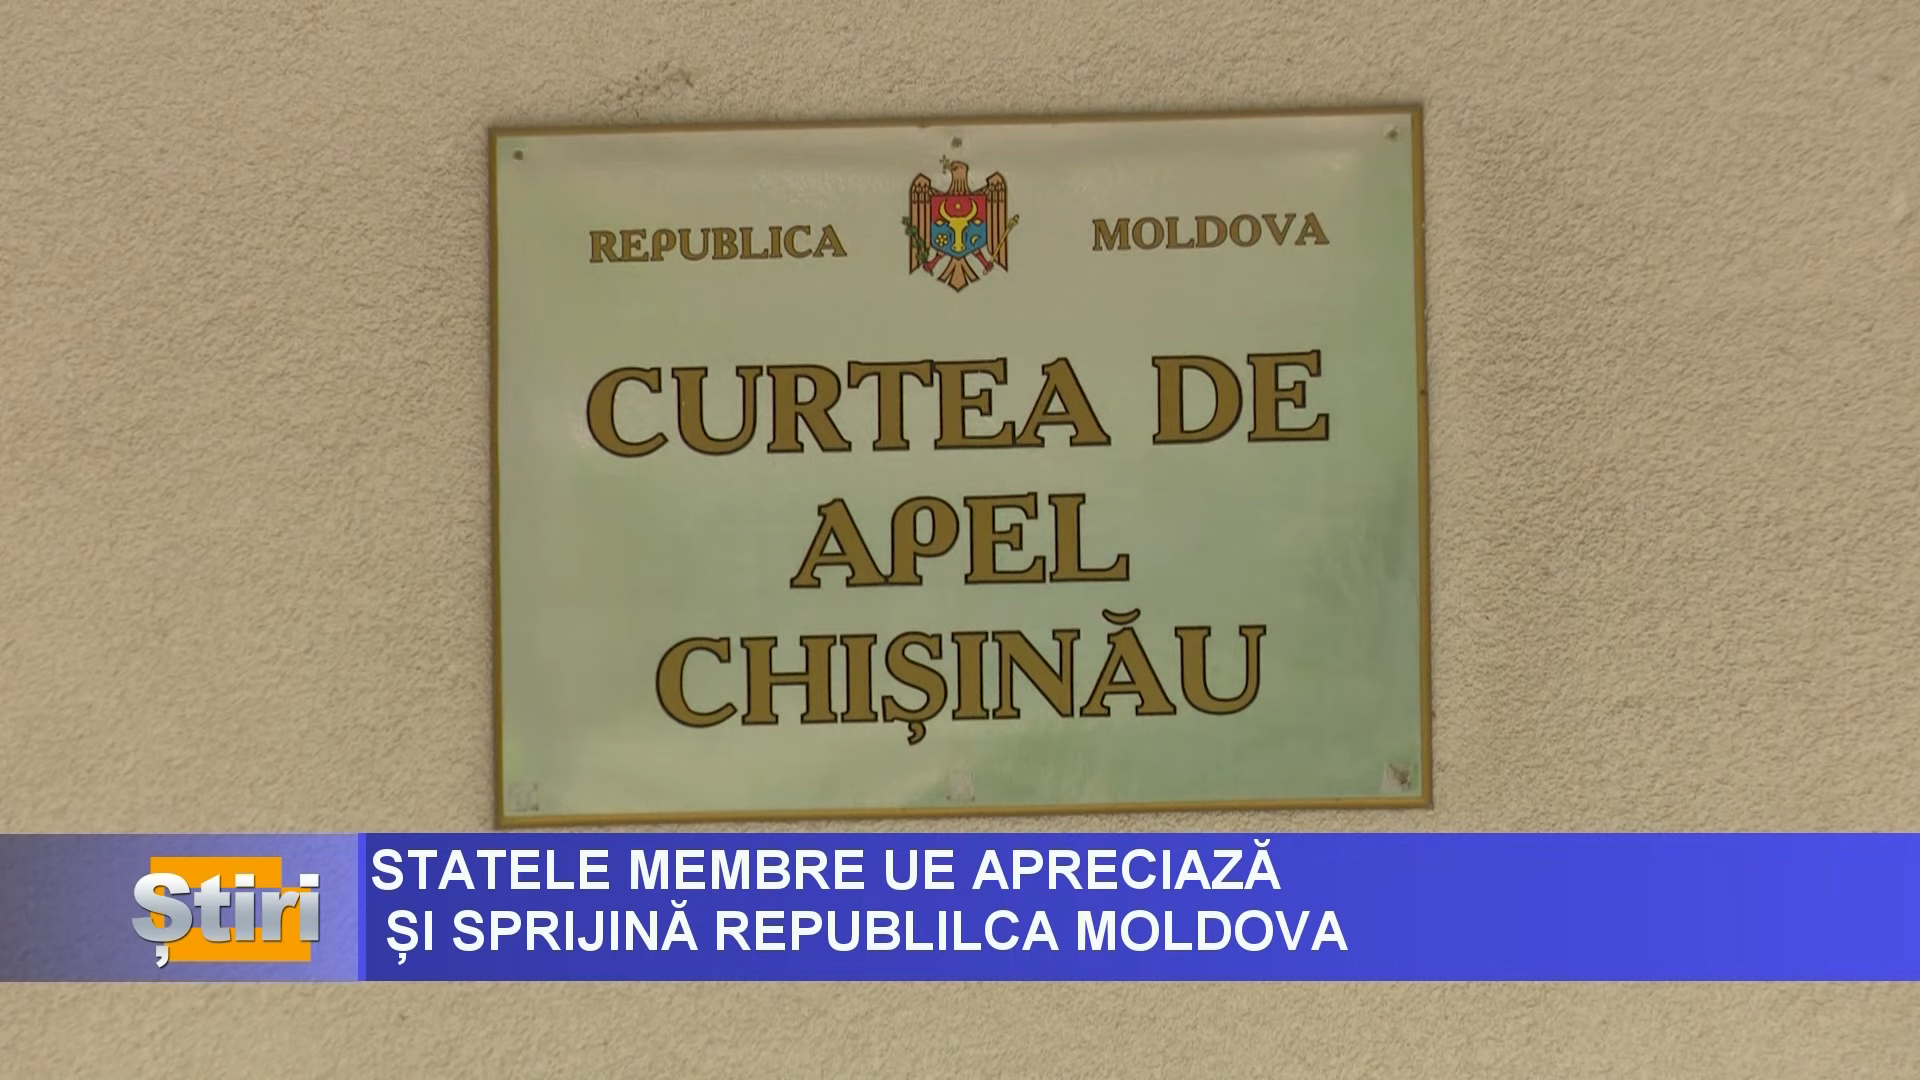 REPUBLICA MOLDOVA
CURTEA DE
APEL
CHIȘINĂU
Știri
STATELE MEMBRE UE APRECIAZĂ
ȘI SPRIJINĂ REPUBLILCA MOLDOVA